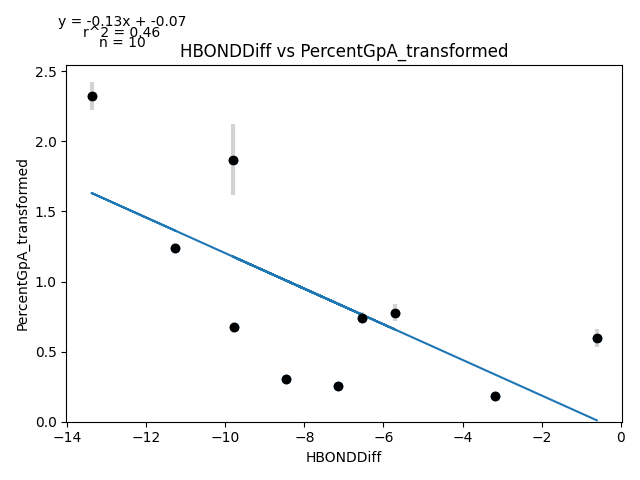 y = -0.13x + -0.07
r^2 = 0.46
n = 10
HBONDDiff vs PercentGpA_transformed
2.5
2.0
1.5
1.0
0.5
0.0
PercentGpA_transformed
−14
−12
−10
−8
−6
−4
−2
0
HBONDDiff